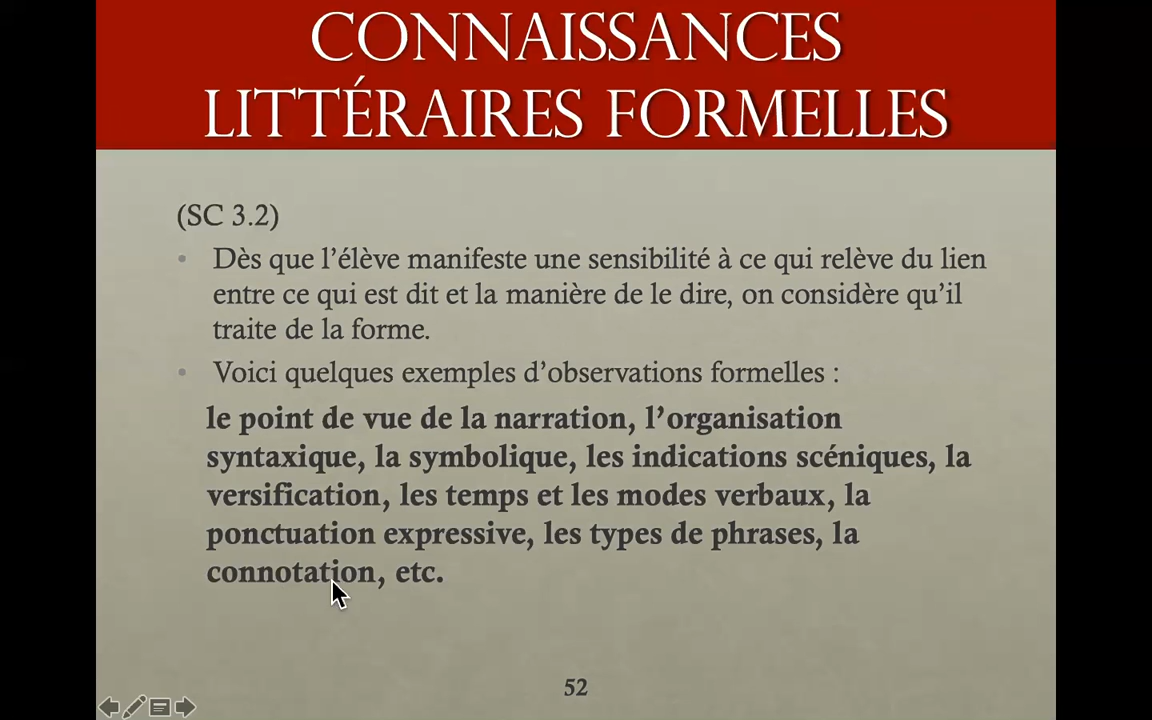 CONNAISSANCES
LITTÉRAIRES FORMELLES
(SC 3.2)
• Dès que l’élève manifeste une sensibilité à ce qui relève du lien
entre ce qui est dit et la manière de le dire, on considère qu’il
traite de la forme.
• Voici quelques exemples d’observations formelles :
le point de vue de la narration, l’organisation
syntaxique, la symbolique, les indications scéniques, la
versification, les temps et les modes verbaux, la
ponctuation expressive, les types de phrases, la
connotation, etc.
52